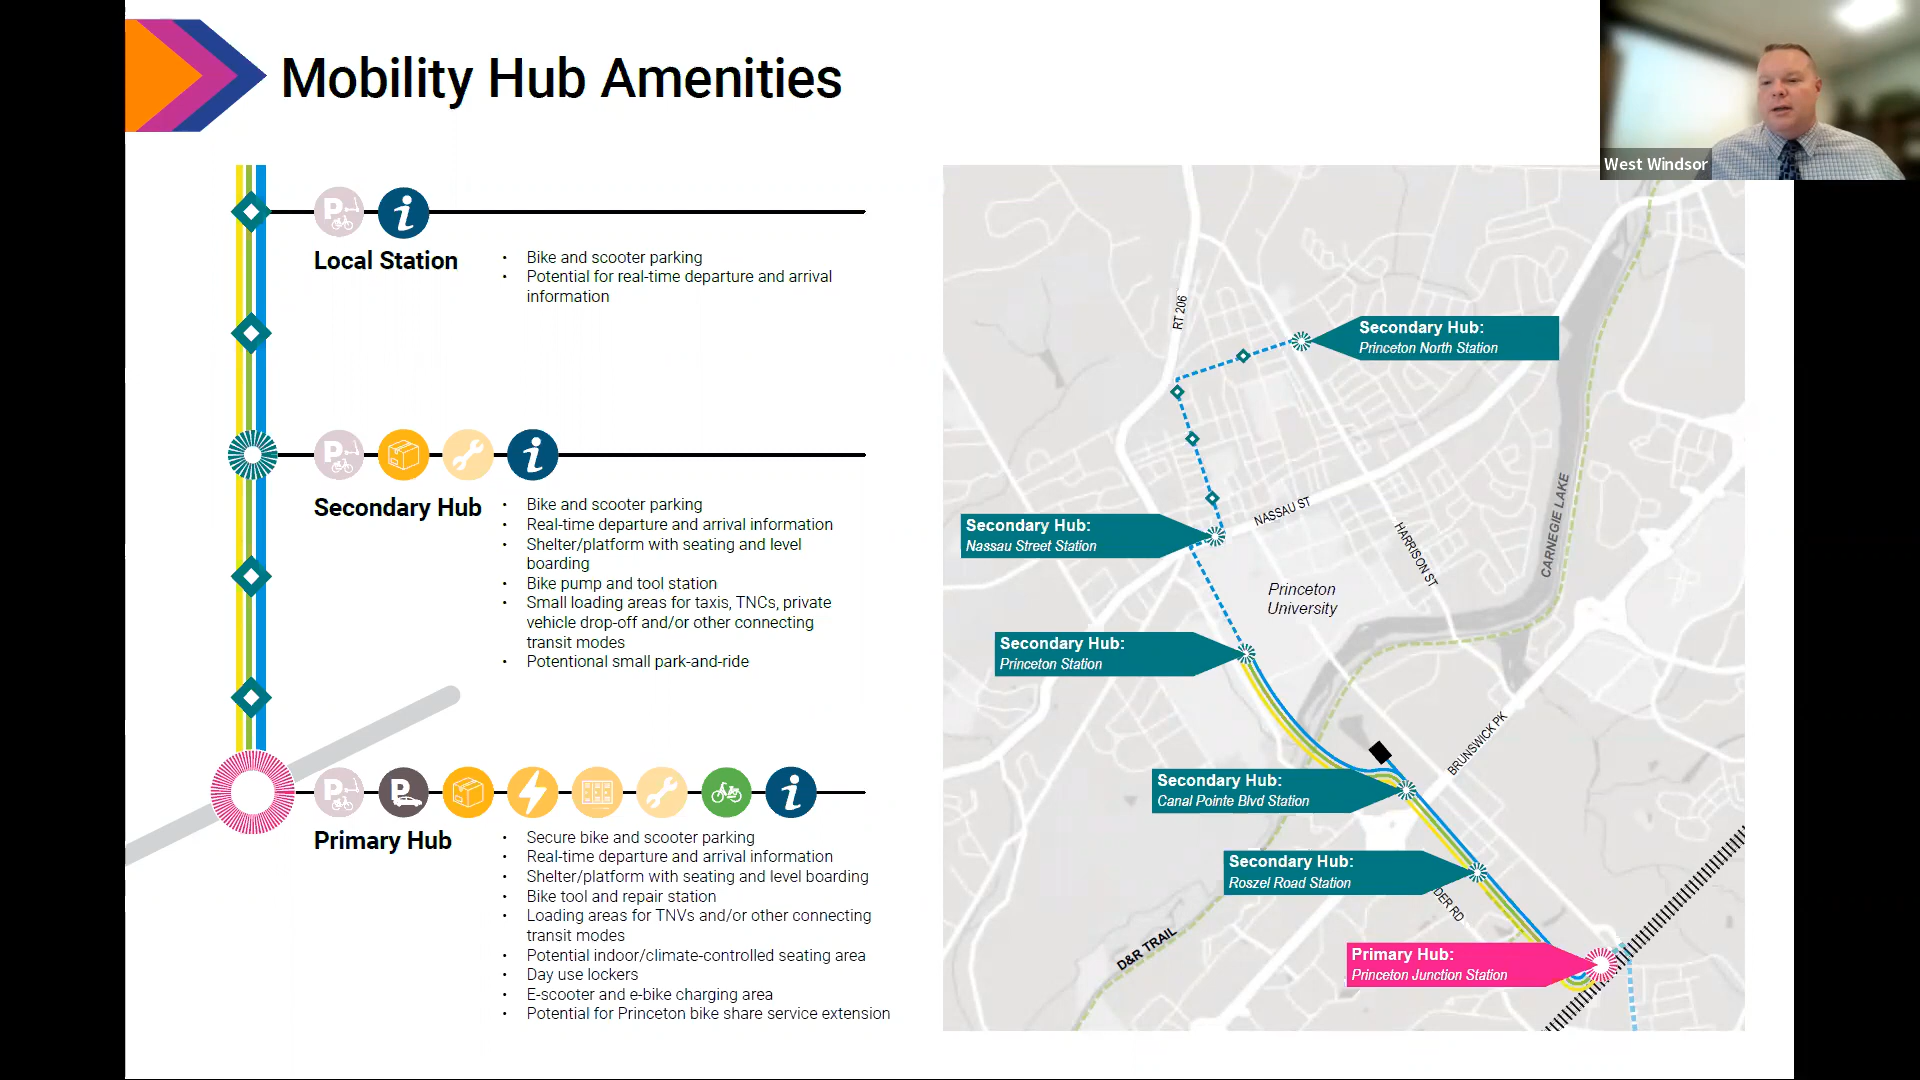 Mobility Hub Amenities
West Windsor
Local Station
• Bike and scooter parking
• Potential for real-time departure and arrival
information
Secondary Hub
• Bike and scooter parking
• Real-time departure and arrival information
• Shelter/platform with seating and level
boarding
• Bike pump and tool station
• Small loading areas for taxis, TNCs, private
vehicle drop-off and/or other connecting
transit modes
• Potentional small park-and-ride
Primary Hub
• Secure bike and scooter parking
• Real-time departure and arrival information
• Shelter/platform with seating and level boarding
• Bike tool and repair station
• Loading areas for TNVs and/or other connecting
transit modes
• Potential indoor/climate-controlled seating area
• Day use lockers
• E-scooter and e-bike charging area
• Potential for Princeton bike share service extension
P
i
P
i
P
P
i
RT 206
Secondary Hub:
Princeton North Station
NASSAU ST
Secondary Hub:
Nassau Street Station
HARRISON ST
CARNEGIE LAKE
Princeton
University
Secondary Hub:
Princeton Station
BRUNSWICK PK
Secondary Hub:
Canal Pointe Blvd Station
Secondary Hub:
Roszel Road Station
DER RD
D&R TRAIL
Primary Hub:
Princeton Junction Station